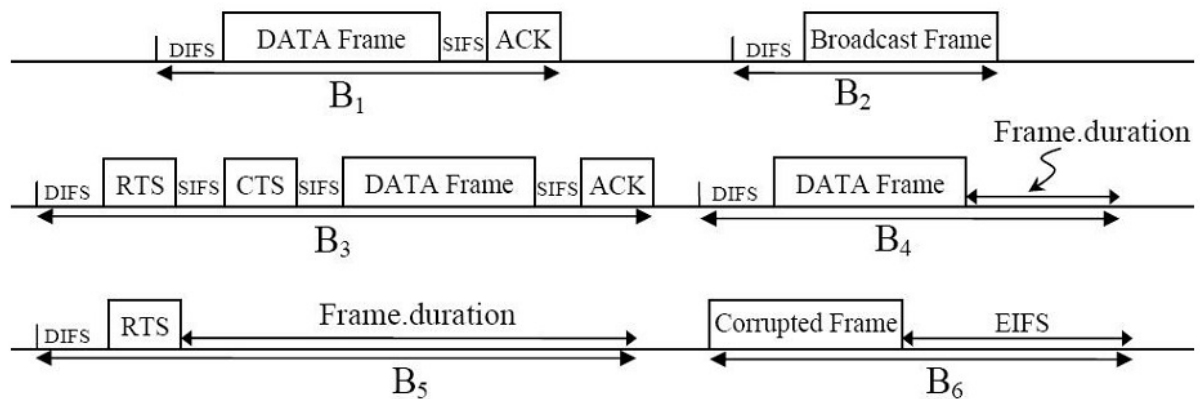 DIFS DATA Frame SIFS ACK DIFS Broadcast Frame
B1 B2
Frame.duration
DIFS RTS SIFS CTS SIFS DATA Frame SIFS ACK DIFS DATA Frame
B3 B4
DIFS RTS Frame.duration Corrupted Frame EIFS
B5 B6